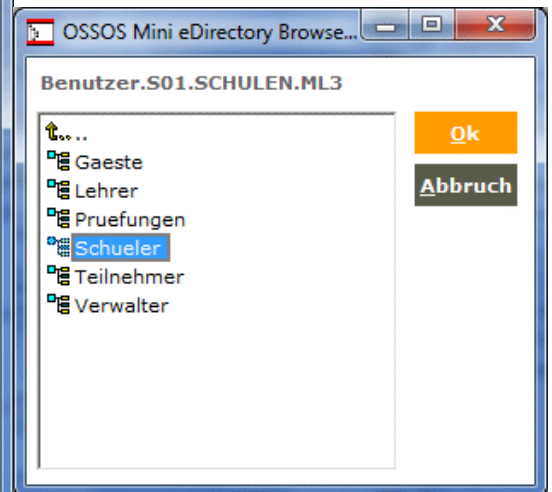 OSSOS Mini eDirectory Browse...
Benutzer.S01.SCHULEN.ML3
..
Gaeste
Lehrer
Pruefungen
Schueler
Teilnehmer
Verwalter
Ok
Abbruch